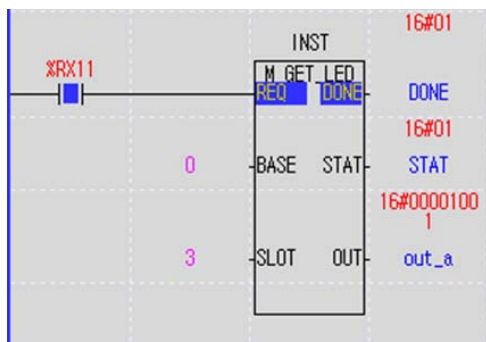 16#01
INST
%RX11
M_GET_LED
REQ DONE DONE
16#01
0 BASE STAT STAT
16#0000100
1
3 SLOT OUT out_a